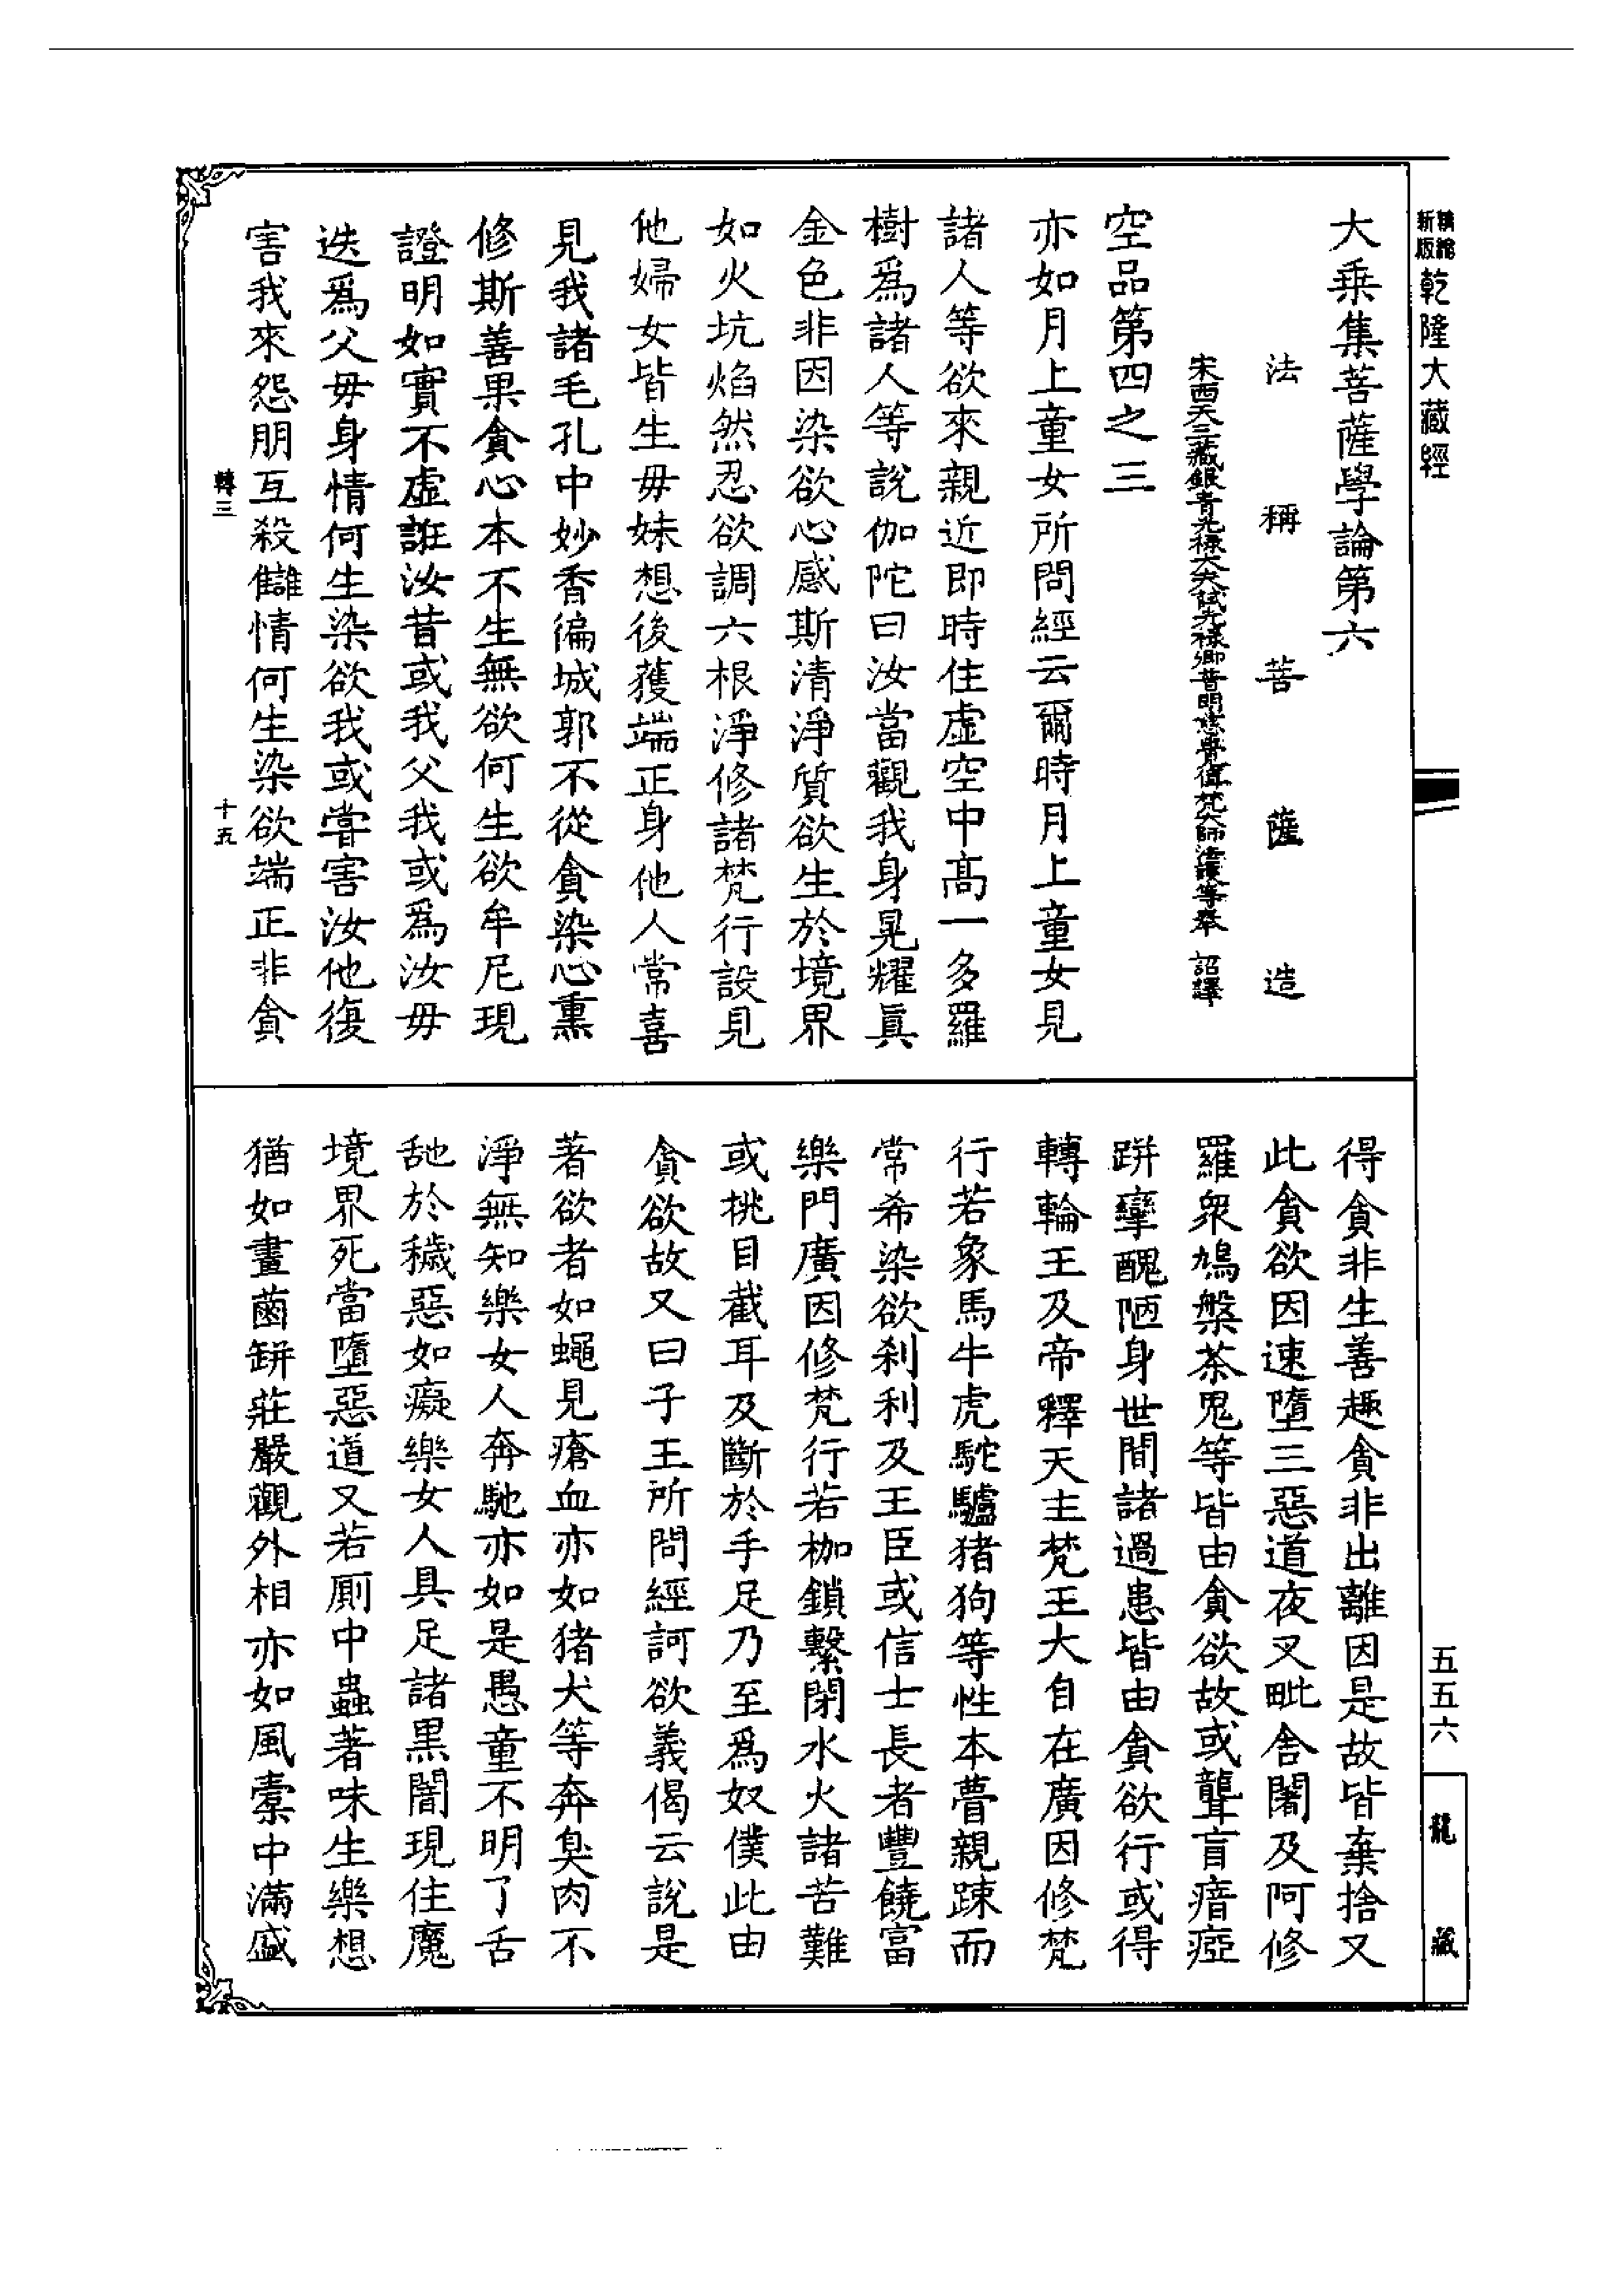 精縮新版乾隆大藏經
大乗集菩薩學論第六
法稱菩薩造
宋西天三藏銀青光祿大夫試光祿卿普明慈覺傳梵大師法護等奉　詔譯
空品第四之三
亦如月上童女所問經云爾時月上童女見
諸人等欲來親近即時住虛空中高一多羅
樹爲諸人等說伽陀曰汝當觀我身晃耀眞
金色非因染欲心感斯清淨質欲生於境界
如火坑焰然忍欲調六根淨修諸梵行設見
他婦女皆生毋妹想後獲端正身他人常喜
見我諸毛孔中妙香徧城郭不從貪染心熏
修斯善果貪心本不生無欲何生欲牟尼現
證明如實不虛誑汝昔或我父我或爲汝毋
迭爲父毋身情何生染欲我或嘗害汝他復
害我來怨朋互殺讎情何生染欲端正非貪
轉三
十五
得貪非生善趣貪非出離因是故皆棄捨又
此貪欲因速墮三惡道夜叉毗舍闍及阿修
羅衆鳩槃茶鬼等皆由貪欲故或聾盲瘖瘂
跰攣醜陋身世間諸過患皆由貪欲行或得
轉輪王及帝釋天主梵王大自在廣因修梵
行若象馬牛虎駝驢猪狗等性本瞢親踈而
常希染欲刹利及王臣或信士長者豐饒富
樂門廣因修梵行若枷鎖繫閉水火諸苦難
或挑目截耳及斷於手足乃至爲奴僕此由
貪欲故又曰子王所問經訶欲義偈云說是
著欲者如蠅見瘡血亦如猪犬等奔臭肉不
淨無知樂女人奔馳亦如是愚童不明了舌
舐於穢惡如癡樂女人具足諸黑闇現住魔
境界死當墮惡道又若厠中蟲著味生樂想
猶如畫菌缾莊嚴觀外相亦如風橐中滿盛
五五六
龍藏